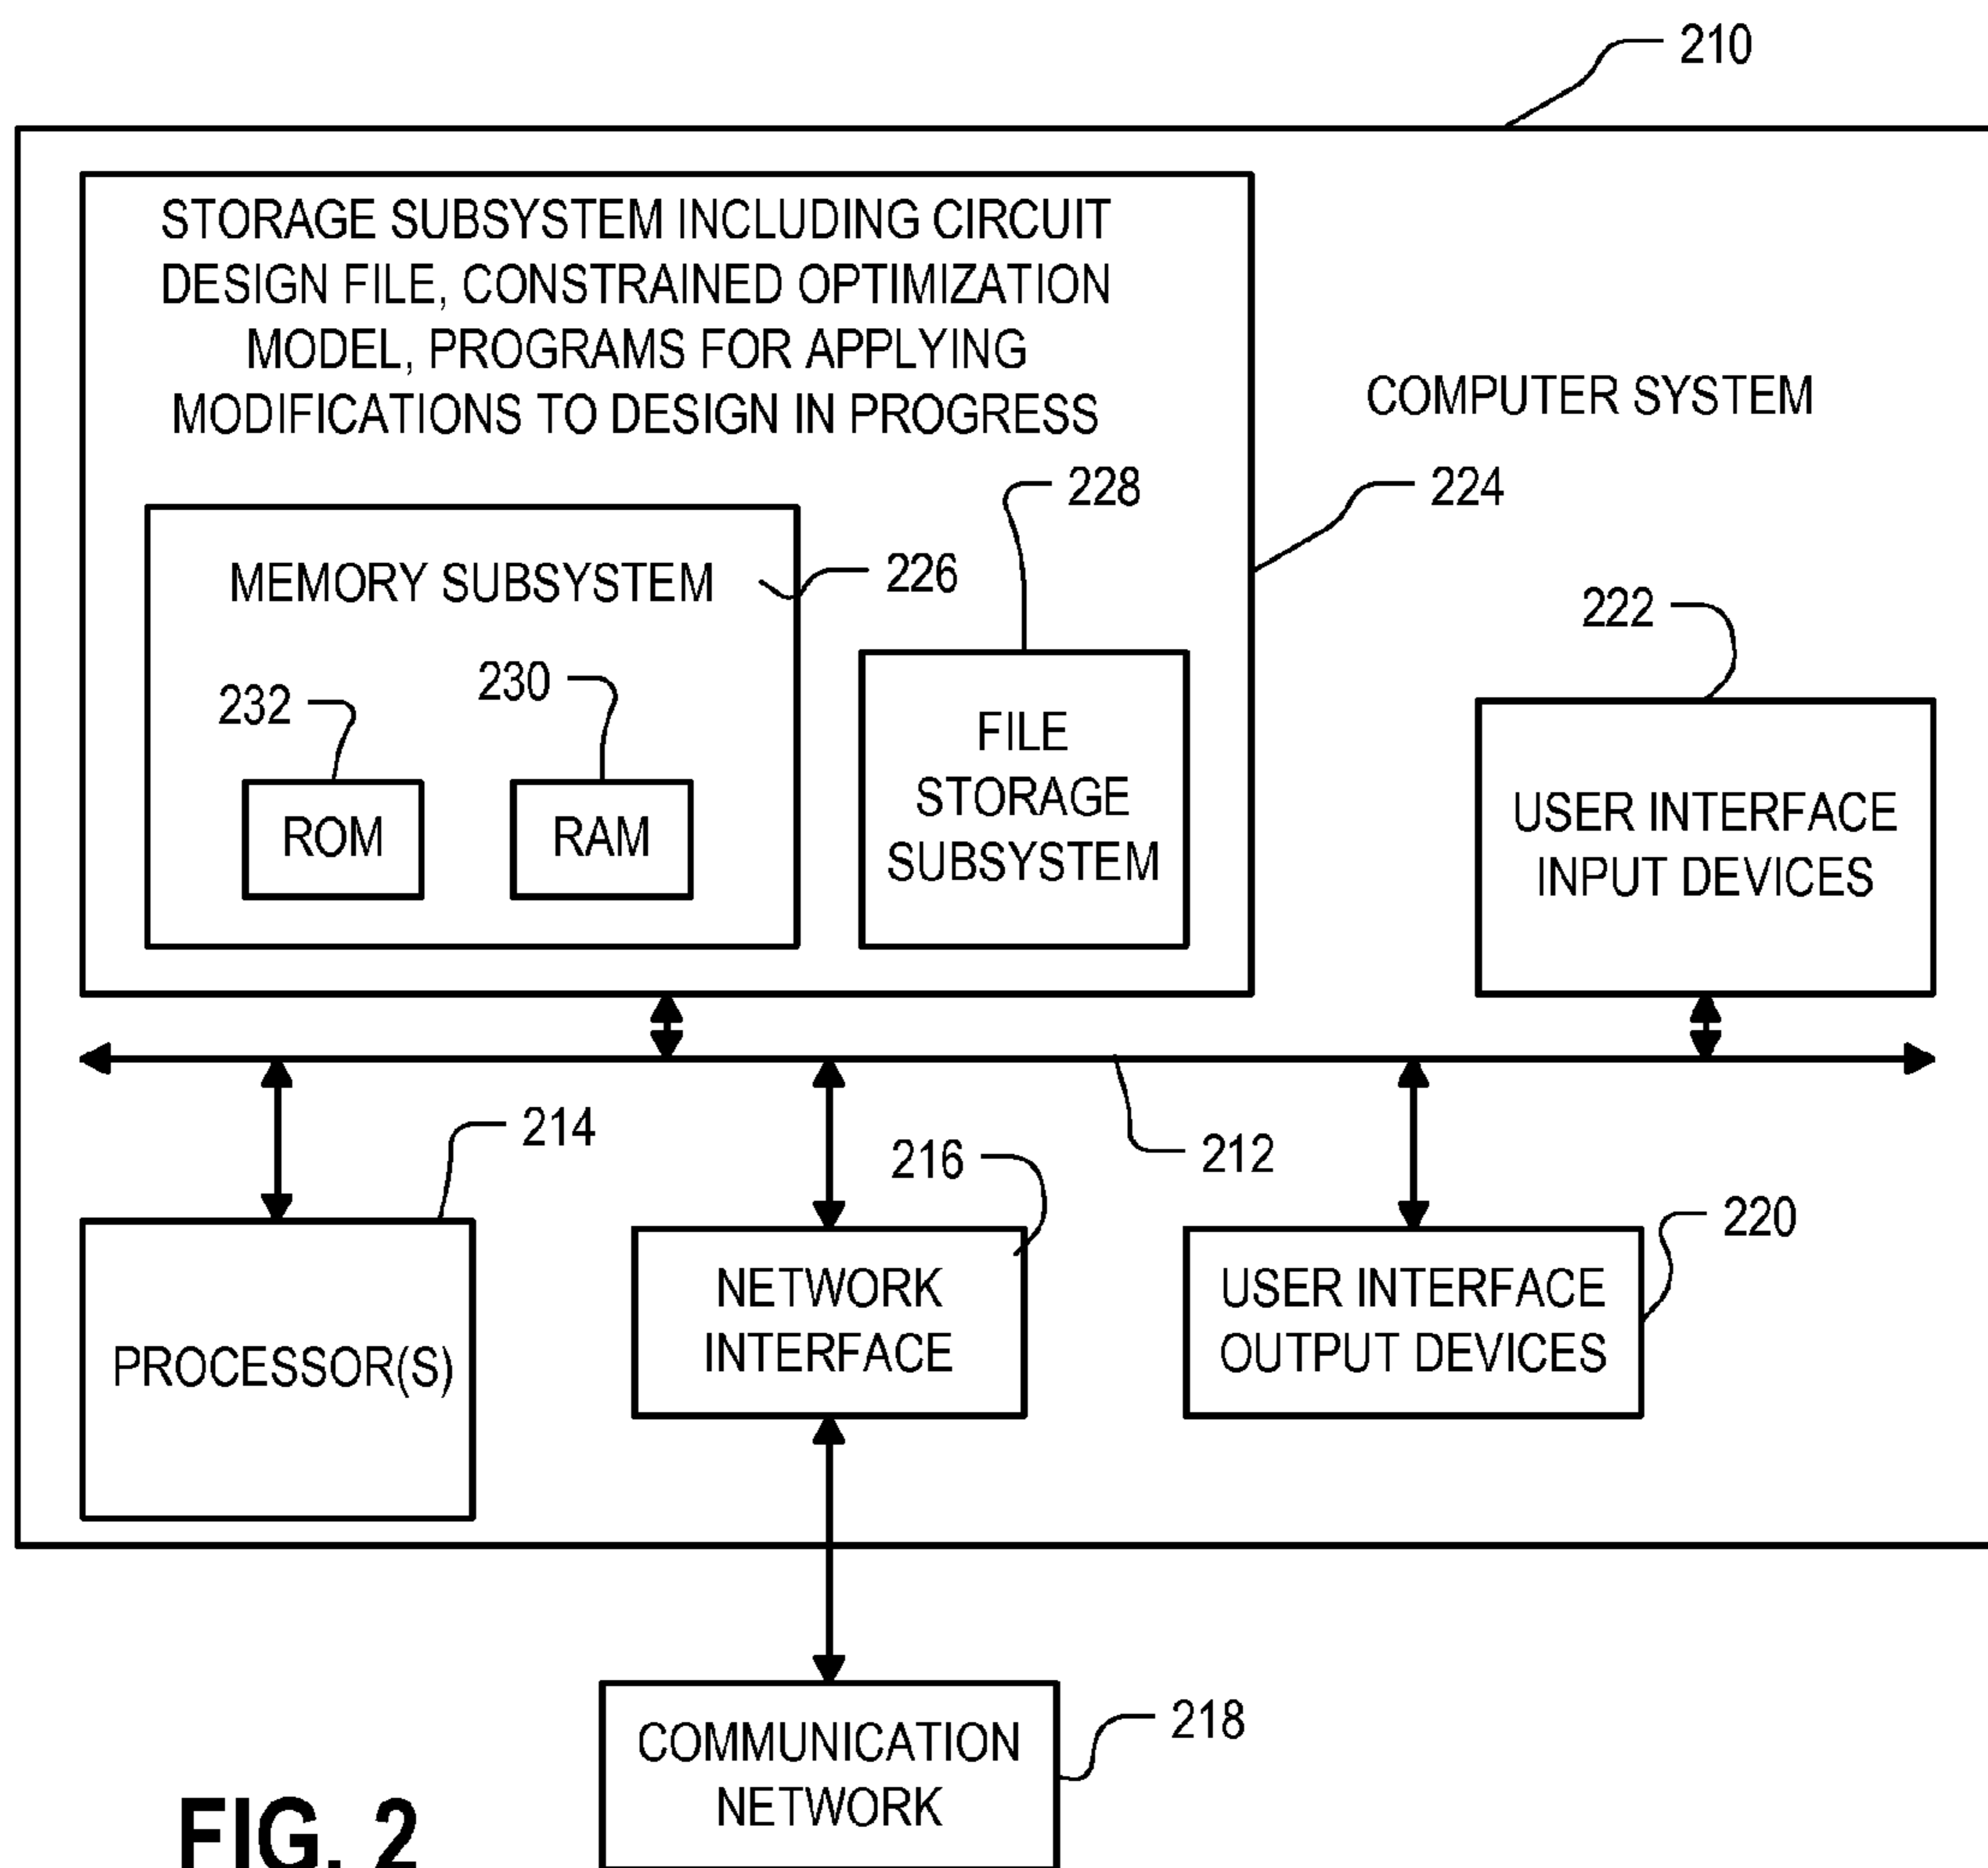 210
STORAGE SUBSYSTEM INCLUDING CIRCUIT
DESIGN FILE, CONSTRAINED OPTIMIZATION
MODEL, PROGRAMS FOR APPLYING
MODIFICATIONS TO DESIGN IN PROGRESS
COMPUTER SYSTEM
228
224
MEMORY SUBSYSTEM
226
222
232
230
FILE
STORAGE
SUBSYSTEM
ROM
RAM
USER INTERFACE
INPUT DEVICES
214
216
212
220
PROCESSOR(S)
NETWORK
INTERFACE
USER INTERFACE
OUTPUT DEVICES
COMMUNICATION
NETWORK
218
FIG. 2